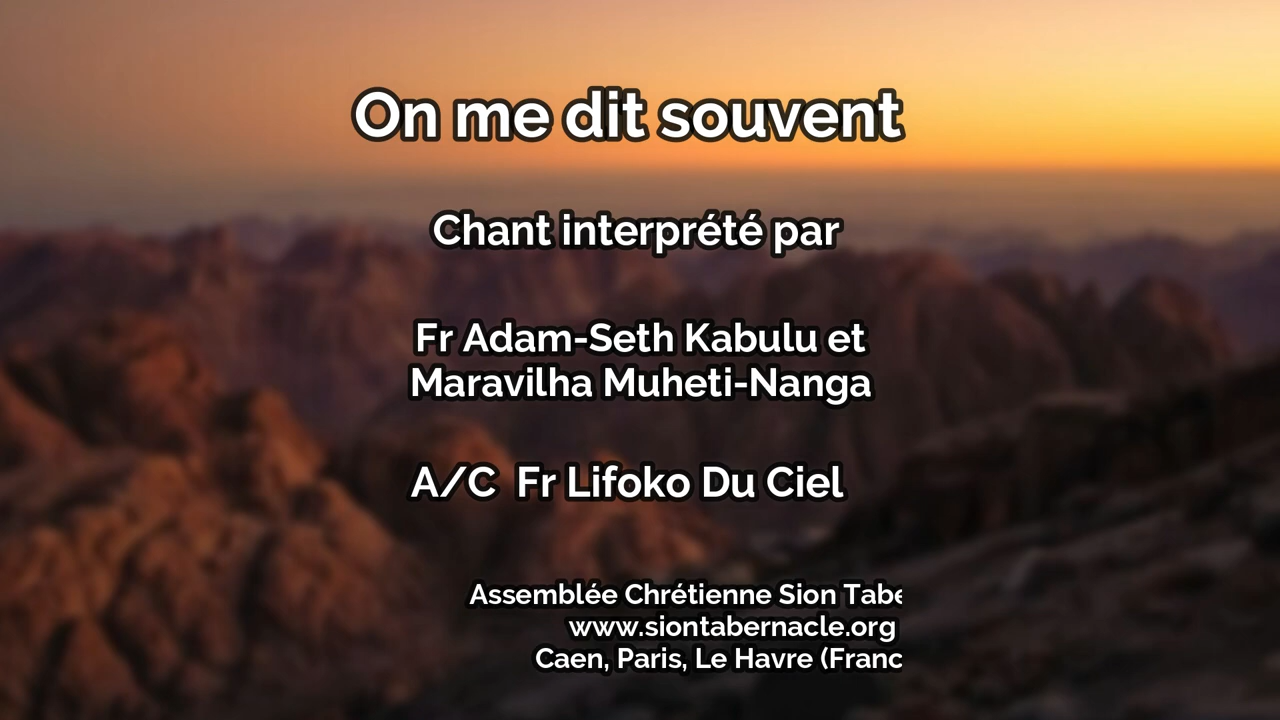 On me dit souvent
Chant interprété par
Fr Adam-Seth Kabulu et
Maravilha Muheti-Nanga
A/C Fr Lifoko Du Ciel
Assemblée Chrétienne Sion Tabe
www.siontabernacle.org
Caen, Paris, Le Havre (Franc